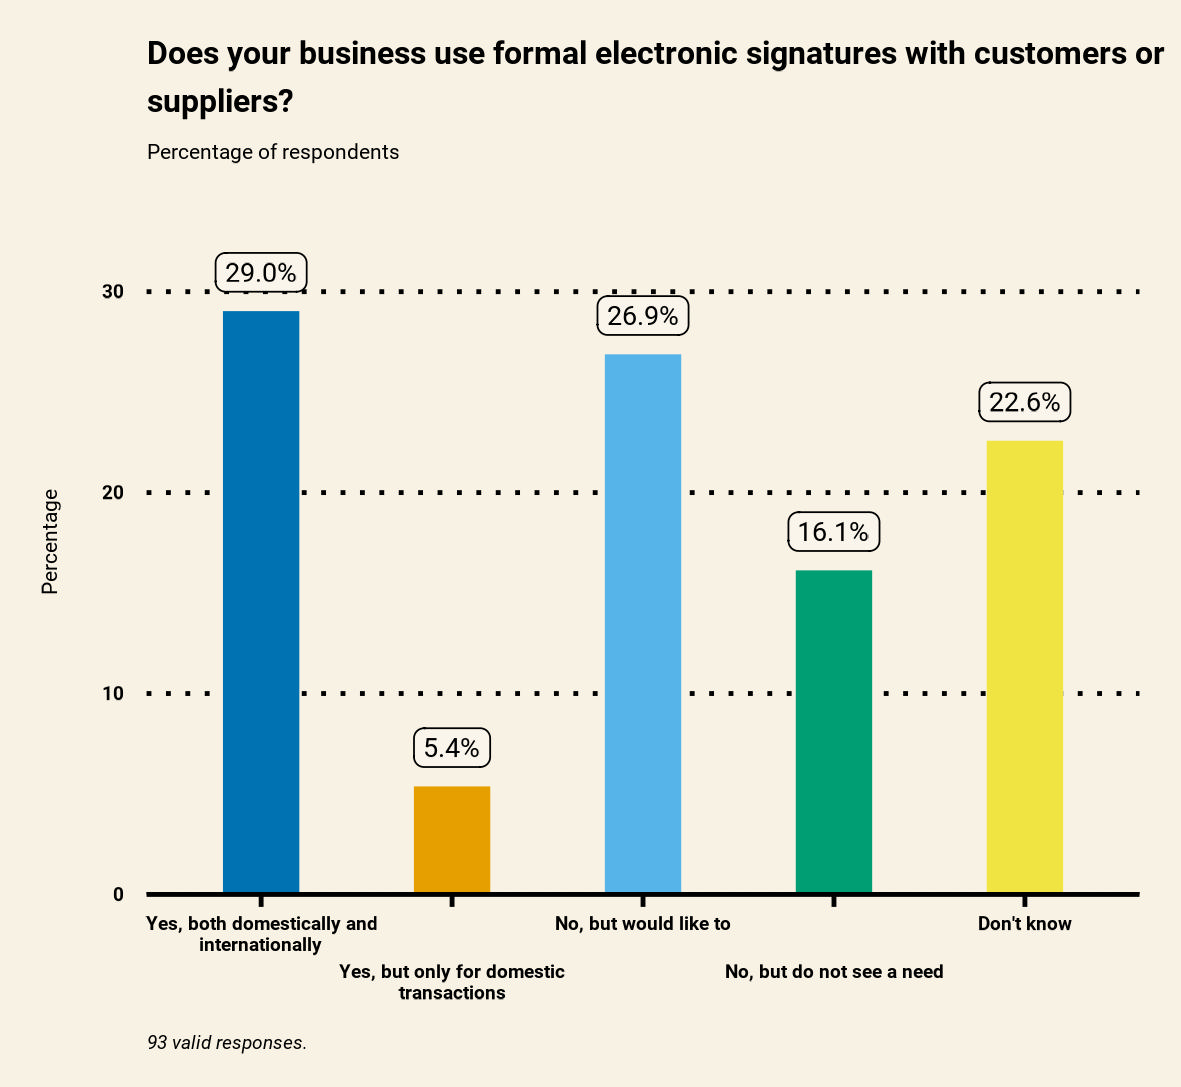 Does your business use formal electronic signatures with customers or
suppliers?
Percentage of respondents
29.0%
30
26.9%
22.6%
20
16.1%
Percentage
10
5.4%
0
Yes, both domestically and
internationally
No, but would like to
Don't know
Yes, but only for domestic
transactions
No, but do not see a need
93 valid responses.